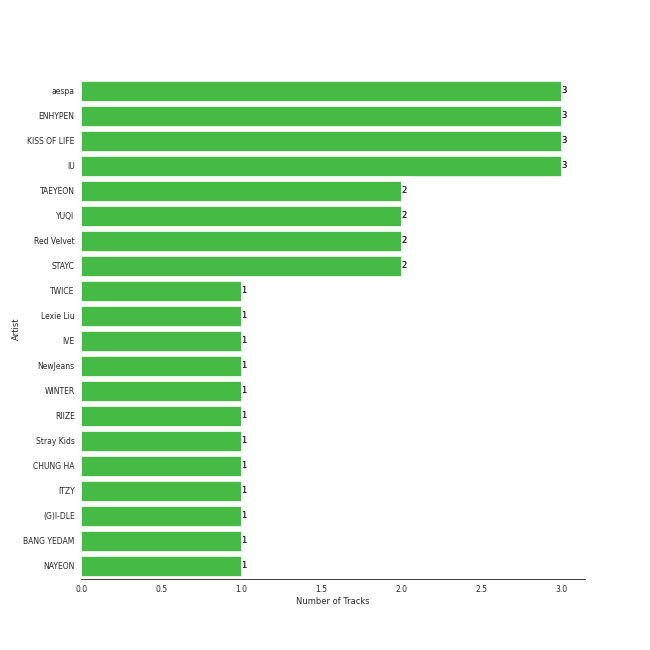 aespa 3
ENHYPEN 3
KISS OF LIFE 3
IU 3
TAEYEON 2
YUQI 2
Red Velvet 2
STAYC 2
TWICE 1
Lexie Liu 1
IVE 1
NewJeans 1
WINTER 1
RIIZE 1
Stray Kids 1
CHUNG HA 1
ITZY 1
(G)I-DLE 1
BANG YEDAM 1
NAYEON 1
Artist
0.0 0.5 1.0 1.5 2.0 2.5 3.0
Number of Tracks